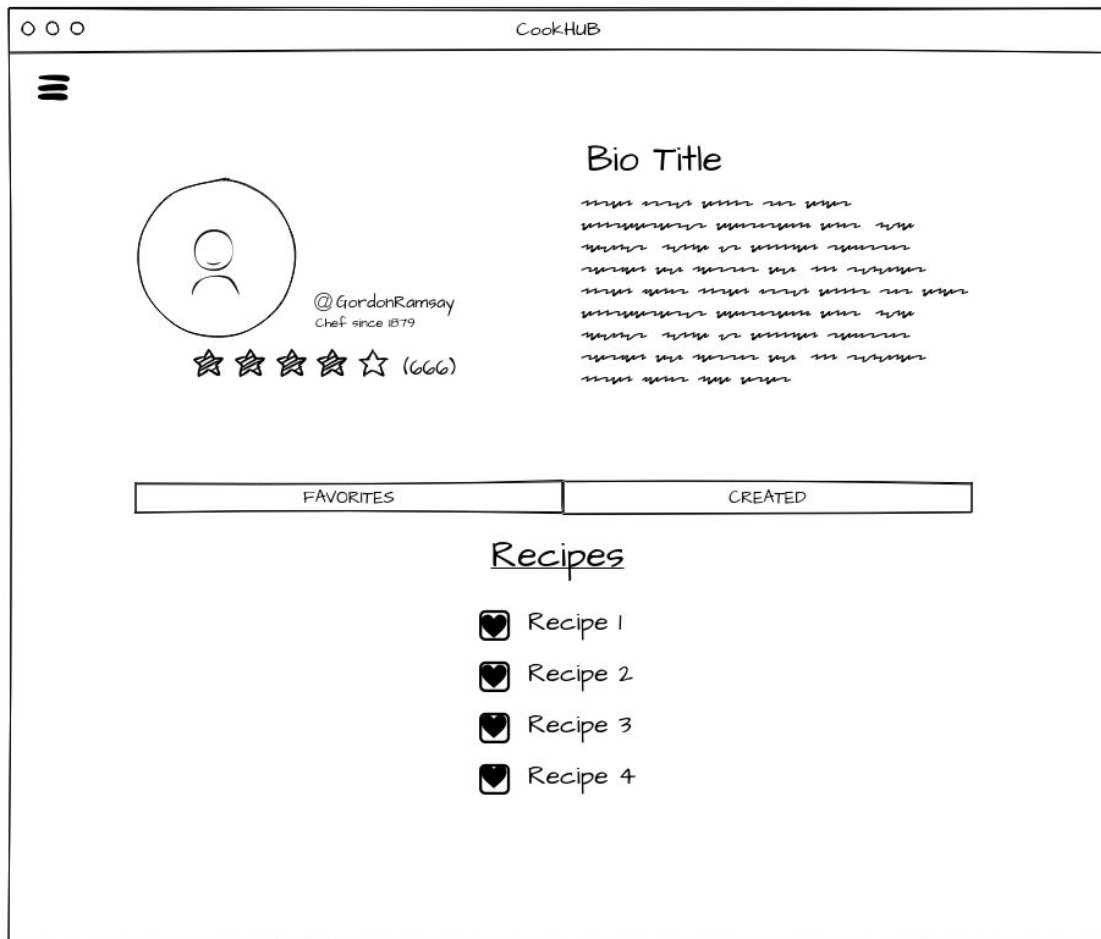 CookHUB
Bio Title
@GordonRamsay
Chef since 1879
(666)
FAVORITES
CREATED
Recipes
Recipe 1
Recipe 2
Recipe 3
Recipe 4